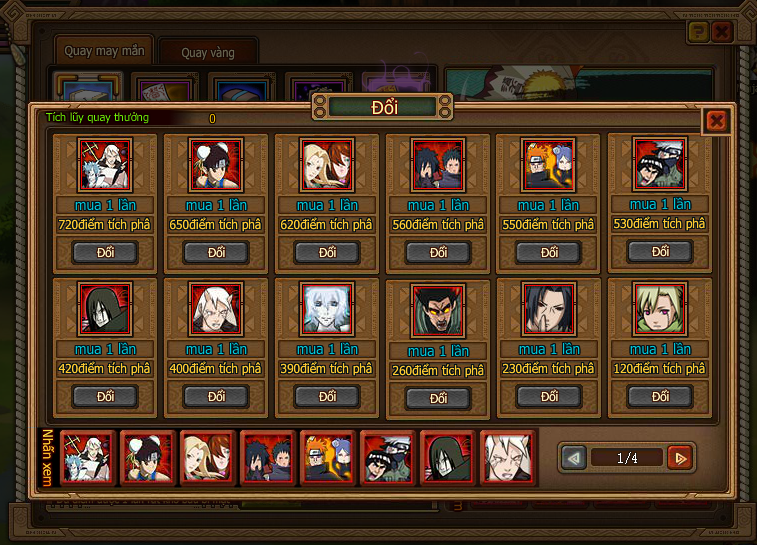 Quay may mắn
Quay vàng
?
Đổi
Tích lũy quay thưởng 0
mua 1 lần
mua 1 lần
mua 1 lần
mua 1 lần
mua 1 lần
mua 1 lần
720điểm tích phâ
650điểm tích phâ
620điểm tích phâ
560điểm tích phâ
550điểm tích phâ
530điểm tích phâ
Đổi
Đổi
Đổi
Đổi
Đổi
Đổi
mua 1 lần
mua 1 lần
mua 1 lần
mua 1 lần
mua 1 lần
mua 1 lần
420điểm tích phâ
400điểm tích phâ
390điểm tích phâ
260điểm tích phâ
230điểm tích phâ
120điểm tích phâ
Đổi
Đổi
Đổi
Đổi
Đổi
Đổi
Nhấn xem
1/4